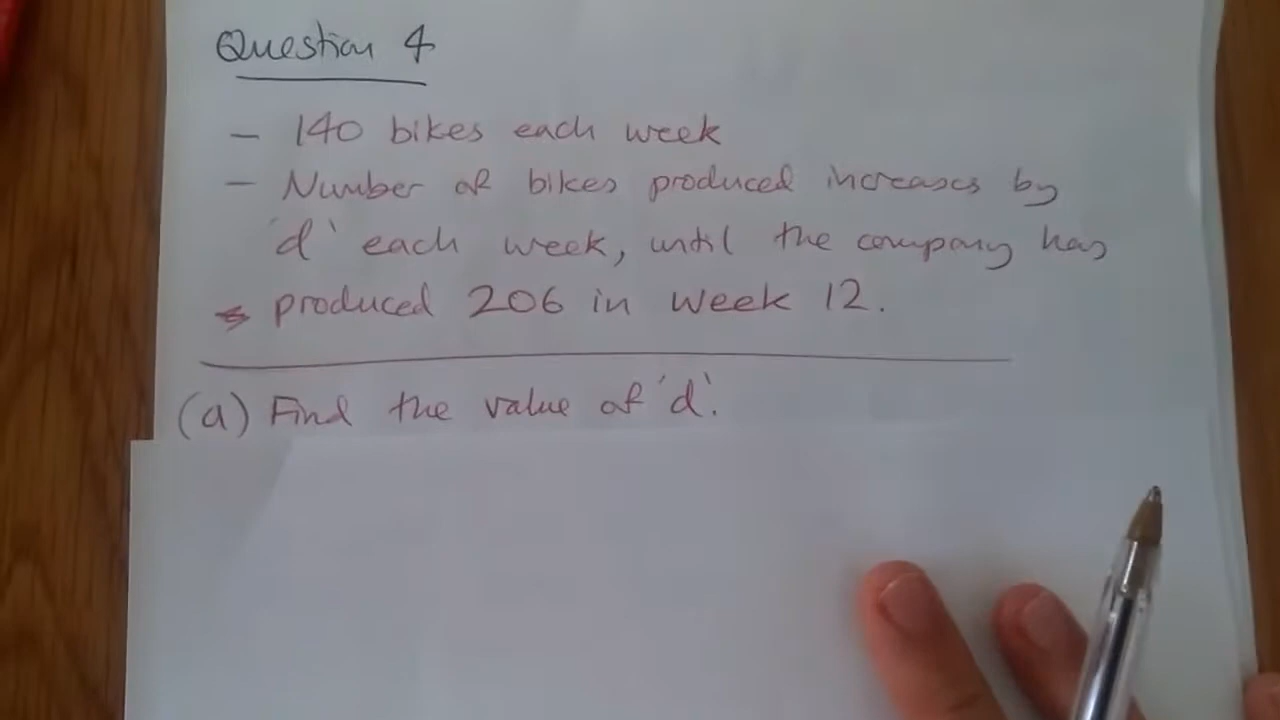 Question 4
- 140 bikes each week
- Number of bikes produced increases by
'd' each week, until the company has
produced 206 in week 12.
(a) Find the value of 'd'.